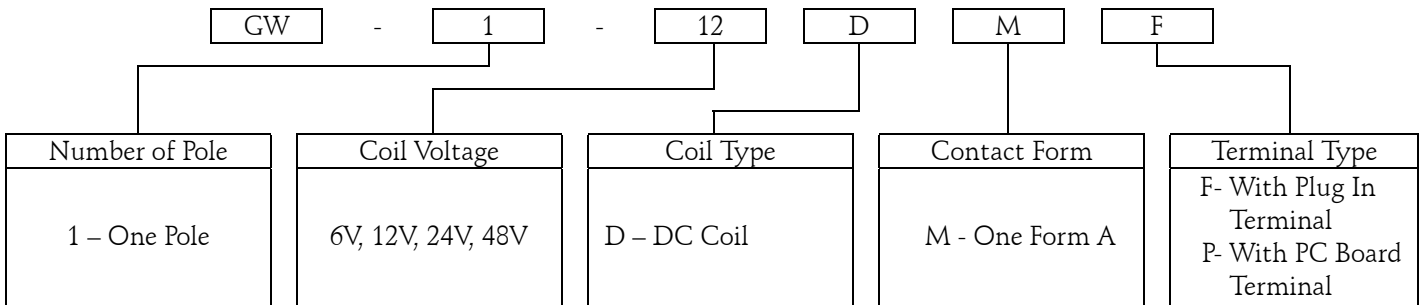 GW - 1 - 12 D M F
Number of Pole
1 – One Pole
Coil Voltage
6V, 12V, 24V, 48V
Coil Type
D – DC Coil
Contact Form
M - One Form A
Terminal Type
F- With Plug In
Terminal
P- With PC Board
Terminal